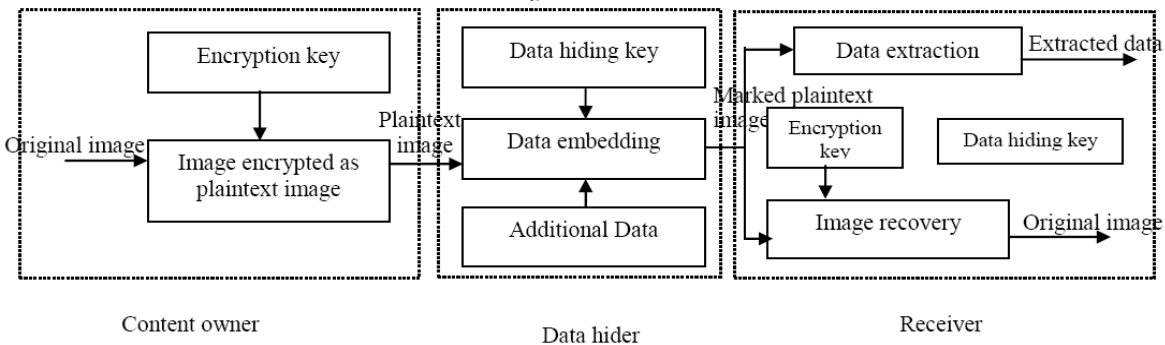 Encryption key
Original image
Image encrypted as
plaintext image
Plaintext
image
Data hiding key
Data embedding
Additional Data
Marked plaintext
image
Data extraction
Extracted data
Encryption
key
Data hiding key
Image recovery
Original image
Content owner
Data hider
Receiver